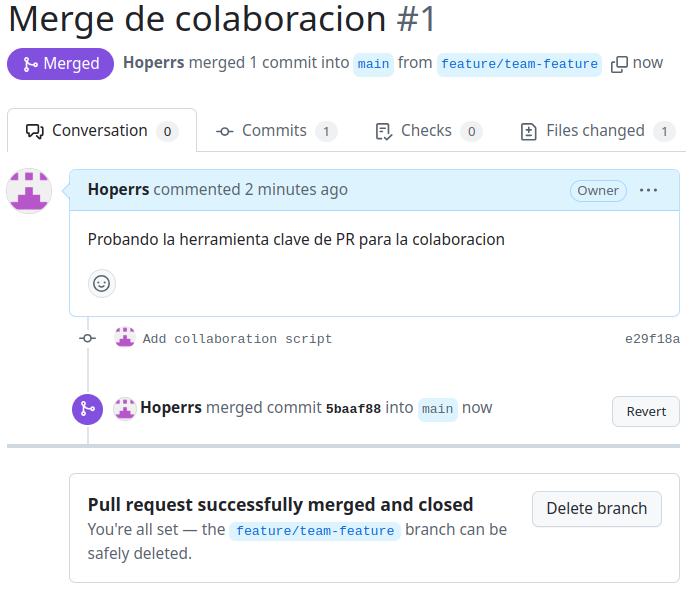 Merge de colaboracion #1
Merged Hoperrs merged 1 commit into main from feature/team-feature now
Conversation 0 Commits 1 Checks 0 Files changed 1
Hoperrs commented 2 minutes ago Owner
Probando la herramienta clave de PR para la colaboracion
Add collaboration script e29f18a
Hoperrs merged commit 5baaf88 into main now Revert
Pull request successfully merged and closed
Delete branch
You're all set — the feature/team-feature branch can be
safely deleted.